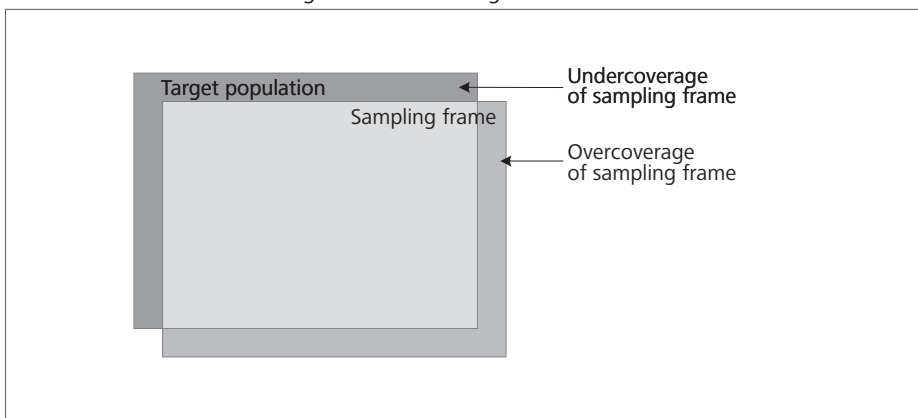 Target population
Undercoverage
of sampling frame
Sampling frame
Overcoverage
of sampling frame